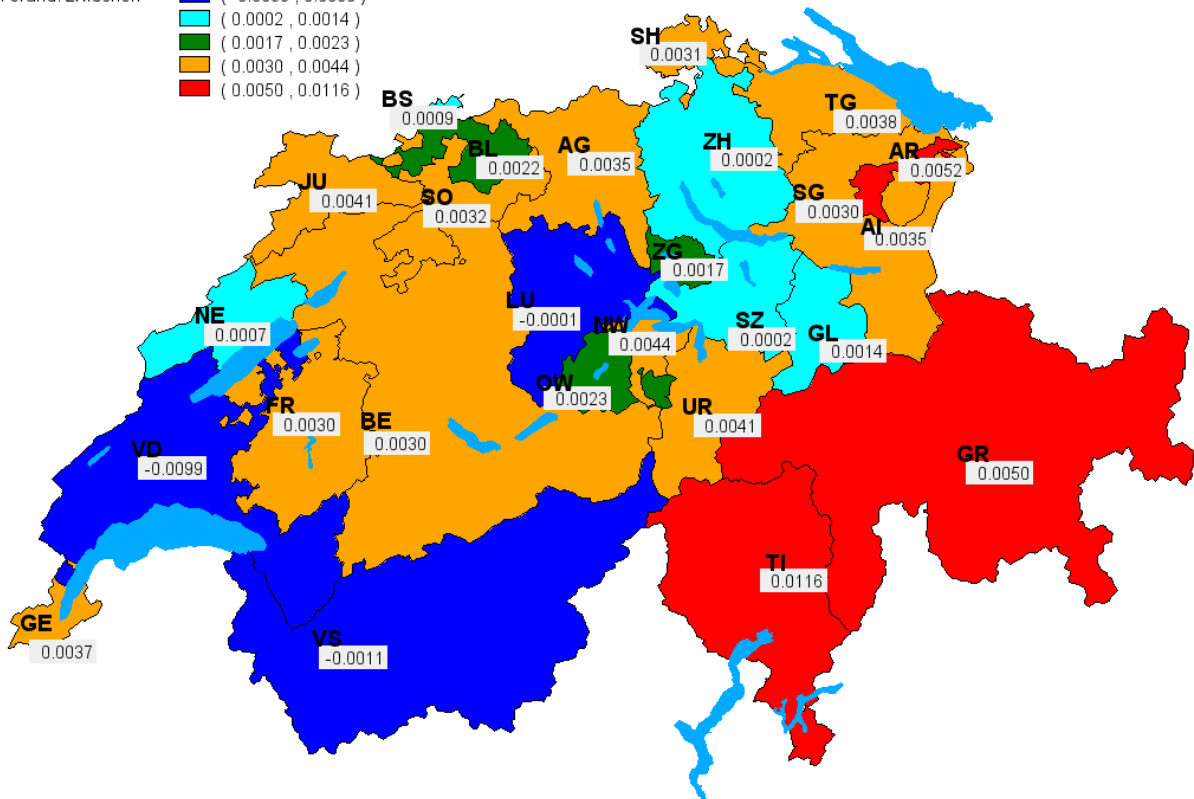 ( 0.0002 , 0.0014 )
( 0.0017 , 0.0023 )
( 0.0030 , 0.0044 )
( 0.0050 , 0.0116 )
SH
0.0031
BS
0.0009
TG
0.0038
BL
0.0022
AG
0.0035
ZH
0.0002
AR
0.0052
JU
0.0041
SO
0.0032
SG
0.0030
AI
0.0035
ZG
0.0017
NE
0.0007
LU
-0.0001
NW
0.0044
SZ
0.0002
GL
0.0014
OW
0.0023
FR
0.0030
BE
0.0030
UR
0.0041
VD
-0.0099
GR
0.0050
TI
0.0116
GE
0.0037
VS
-0.0011